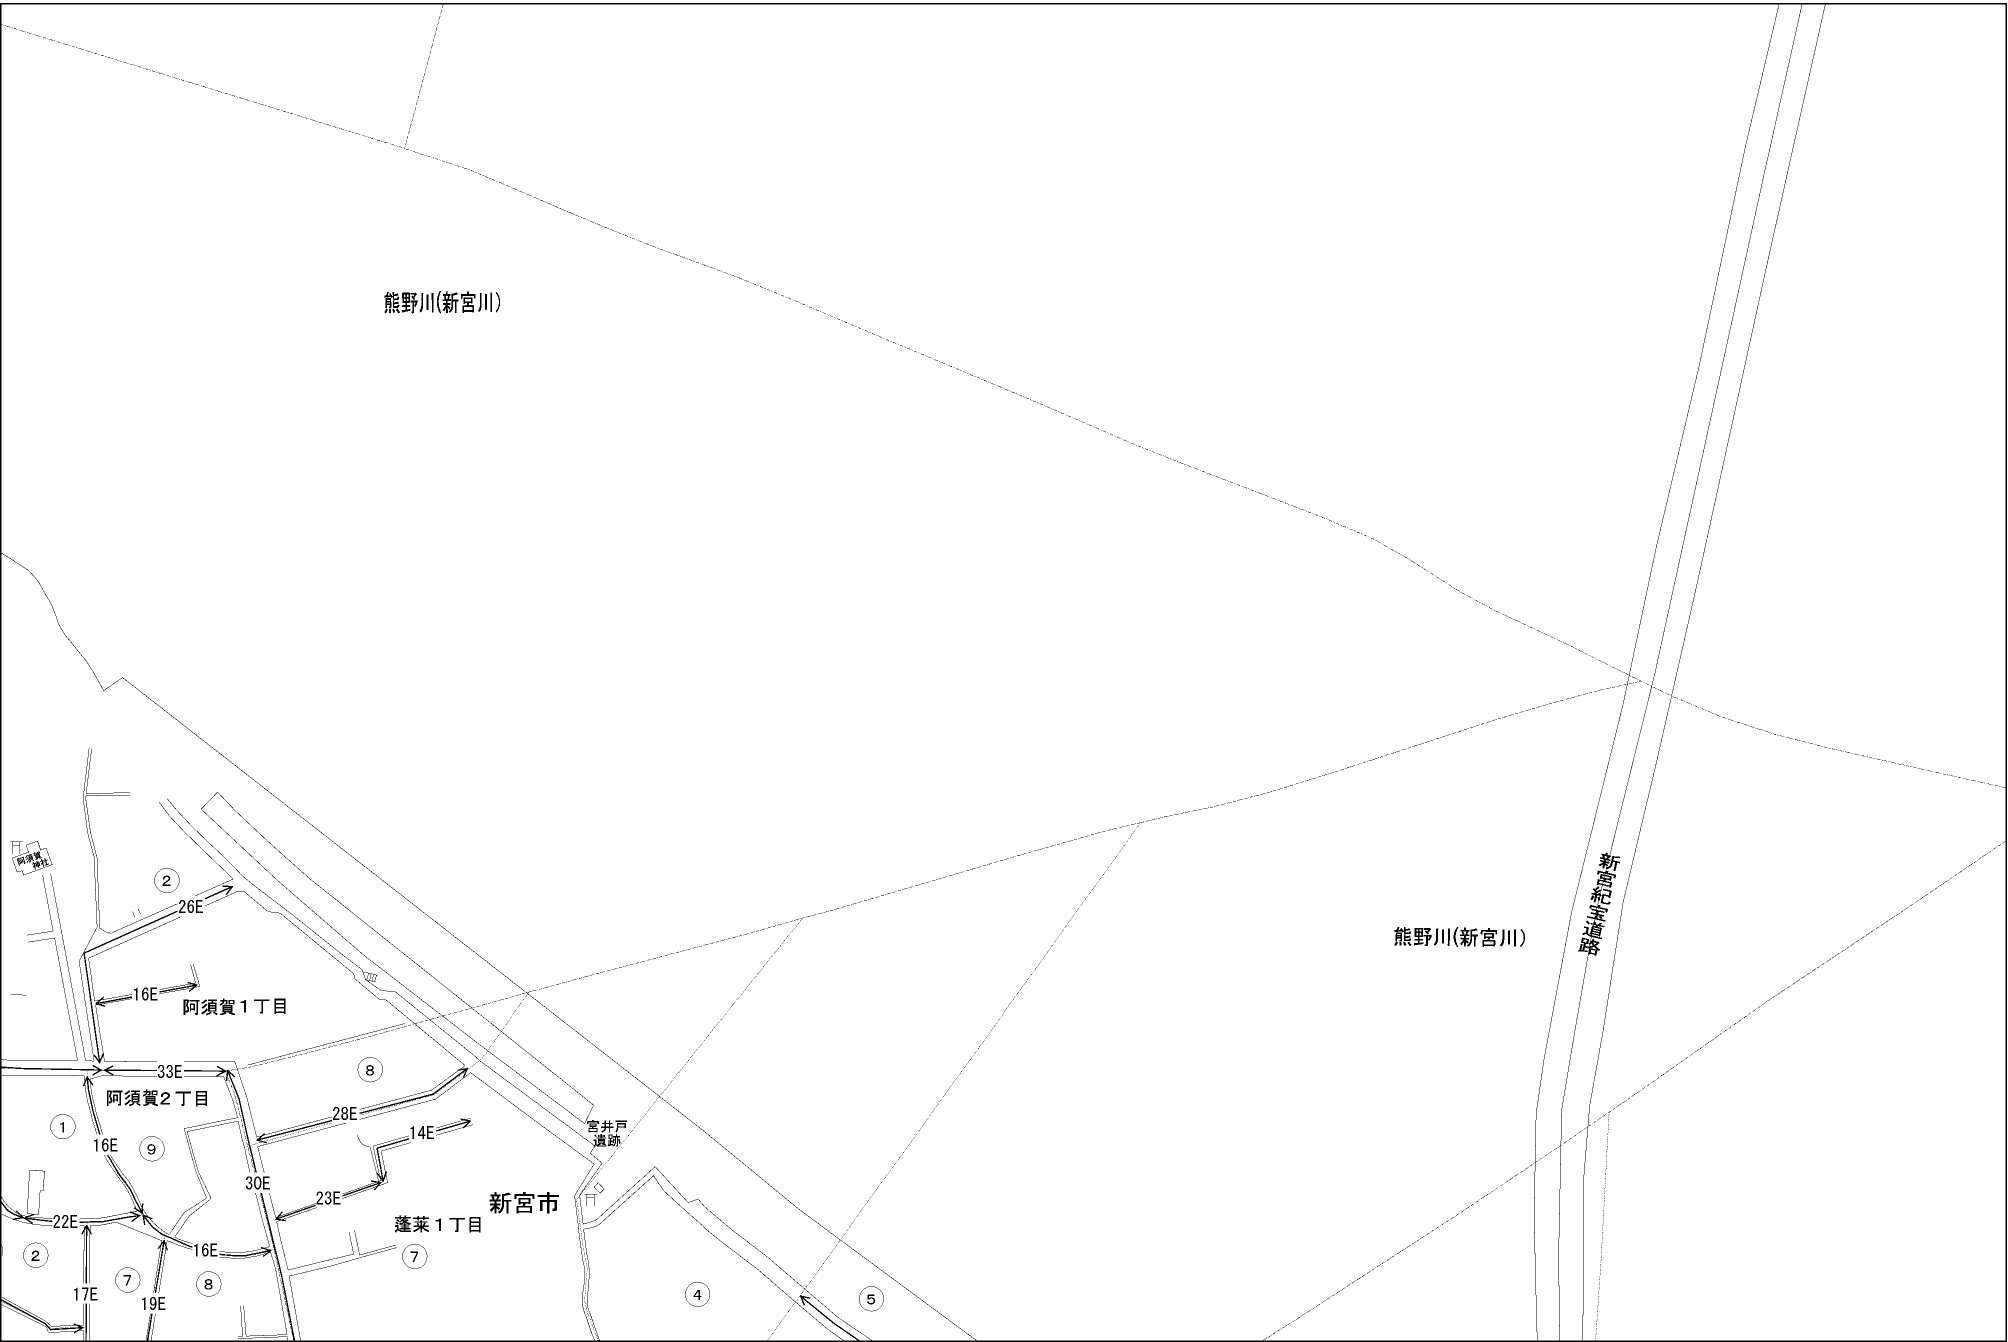 熊野川(新宮川)
新宮紀宝道路
熊野川(新宮川)
阿須賀
神社
②
26E
16E
阿須賀1丁目
33E
⑧
阿須賀2丁目
28E
①
16E
⑨
14E
宮井戸
遺跡
30E
23E
新宮市
22E
蓬莱1丁目
16E
②
⑦
⑦
⑧
17E
19E
④
⑤